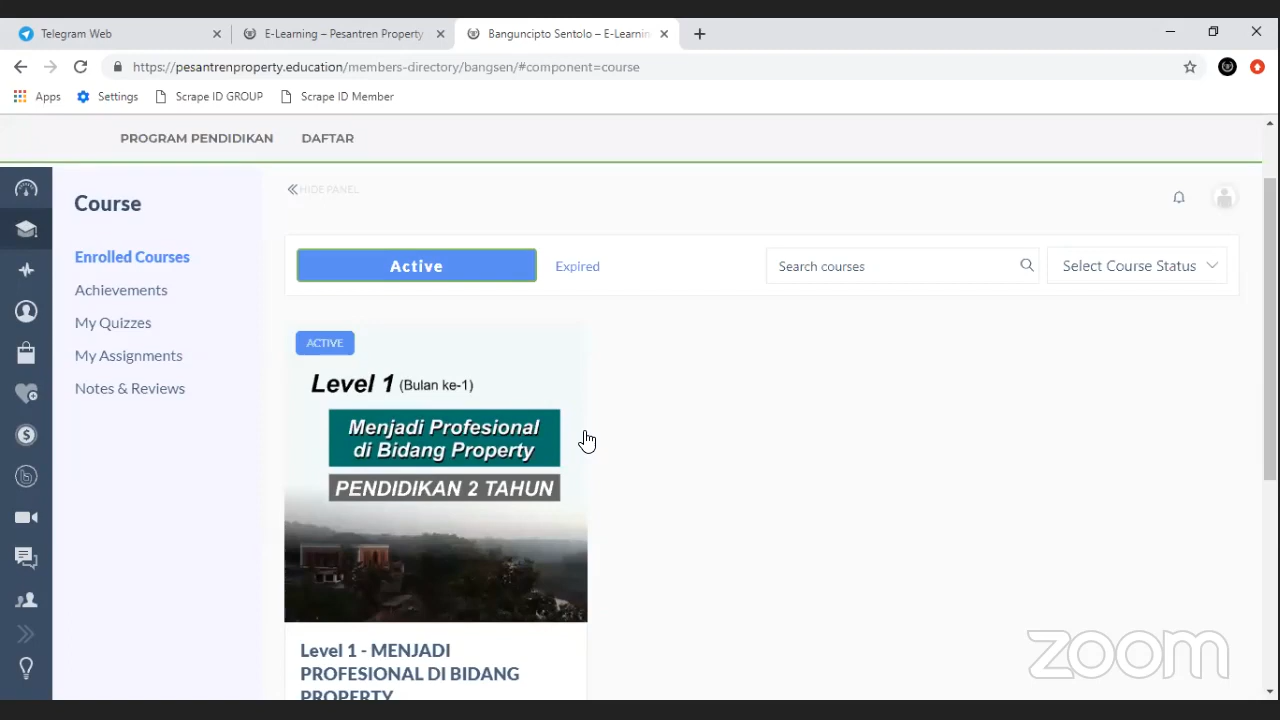 Telegram Web
E-Learning – Pesantren Property
Banguncipto Sentolo – E-Learnin
https://pesantrenproperty.education/members-directory/bangsen/#component=course
Apps
Settings
Scrape ID GROUP
Scrape ID Member
PROGRAM PENDIDIKAN
DAFTAR
Course
Enrolled Courses
Achievements
My Quizzes
My Assignments
Notes & Reviews
HIDE PANEL
Active
Expired
Search courses
Select Course Status
ACTIVE
Level 1 (Bulan ke-1)
Menjadi Profesional
di Bidang Property
PENDIDIKAN 2 TAHUN
Level 1 - MENJADI
PROFESIONAL DI BIDANG
PROPERTY
zoom